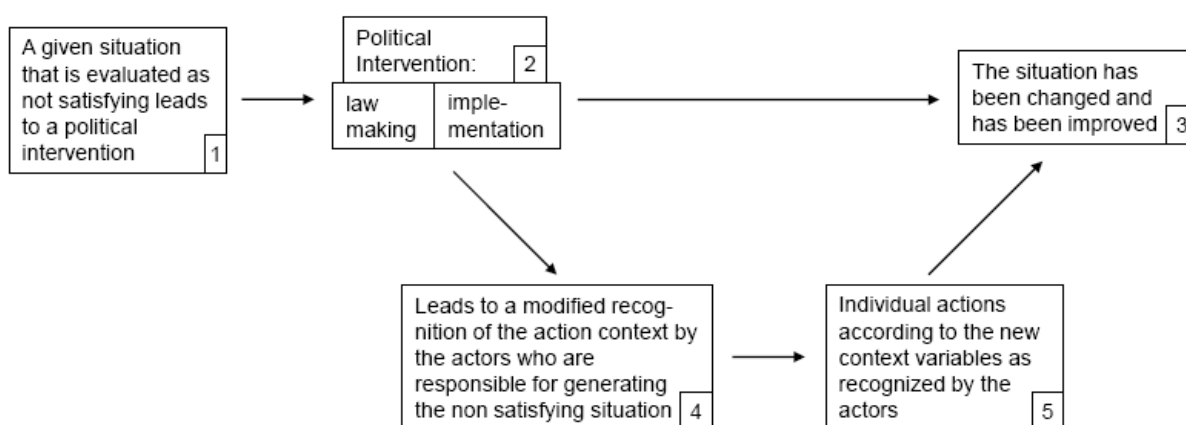 A given situation
that is evaluated as
not satisfying leads
to a political
intervention
1
Political
Intervention:
2
law
making
imple-
mentation
The situation has
been changed and
has been improved
3
Leads to a modified recog-
nition of the action context by
the actors who are
responsible for generating
the non satisfying situation
4
Individual actions
according to the new
context variables as
recognized by the
actors
5